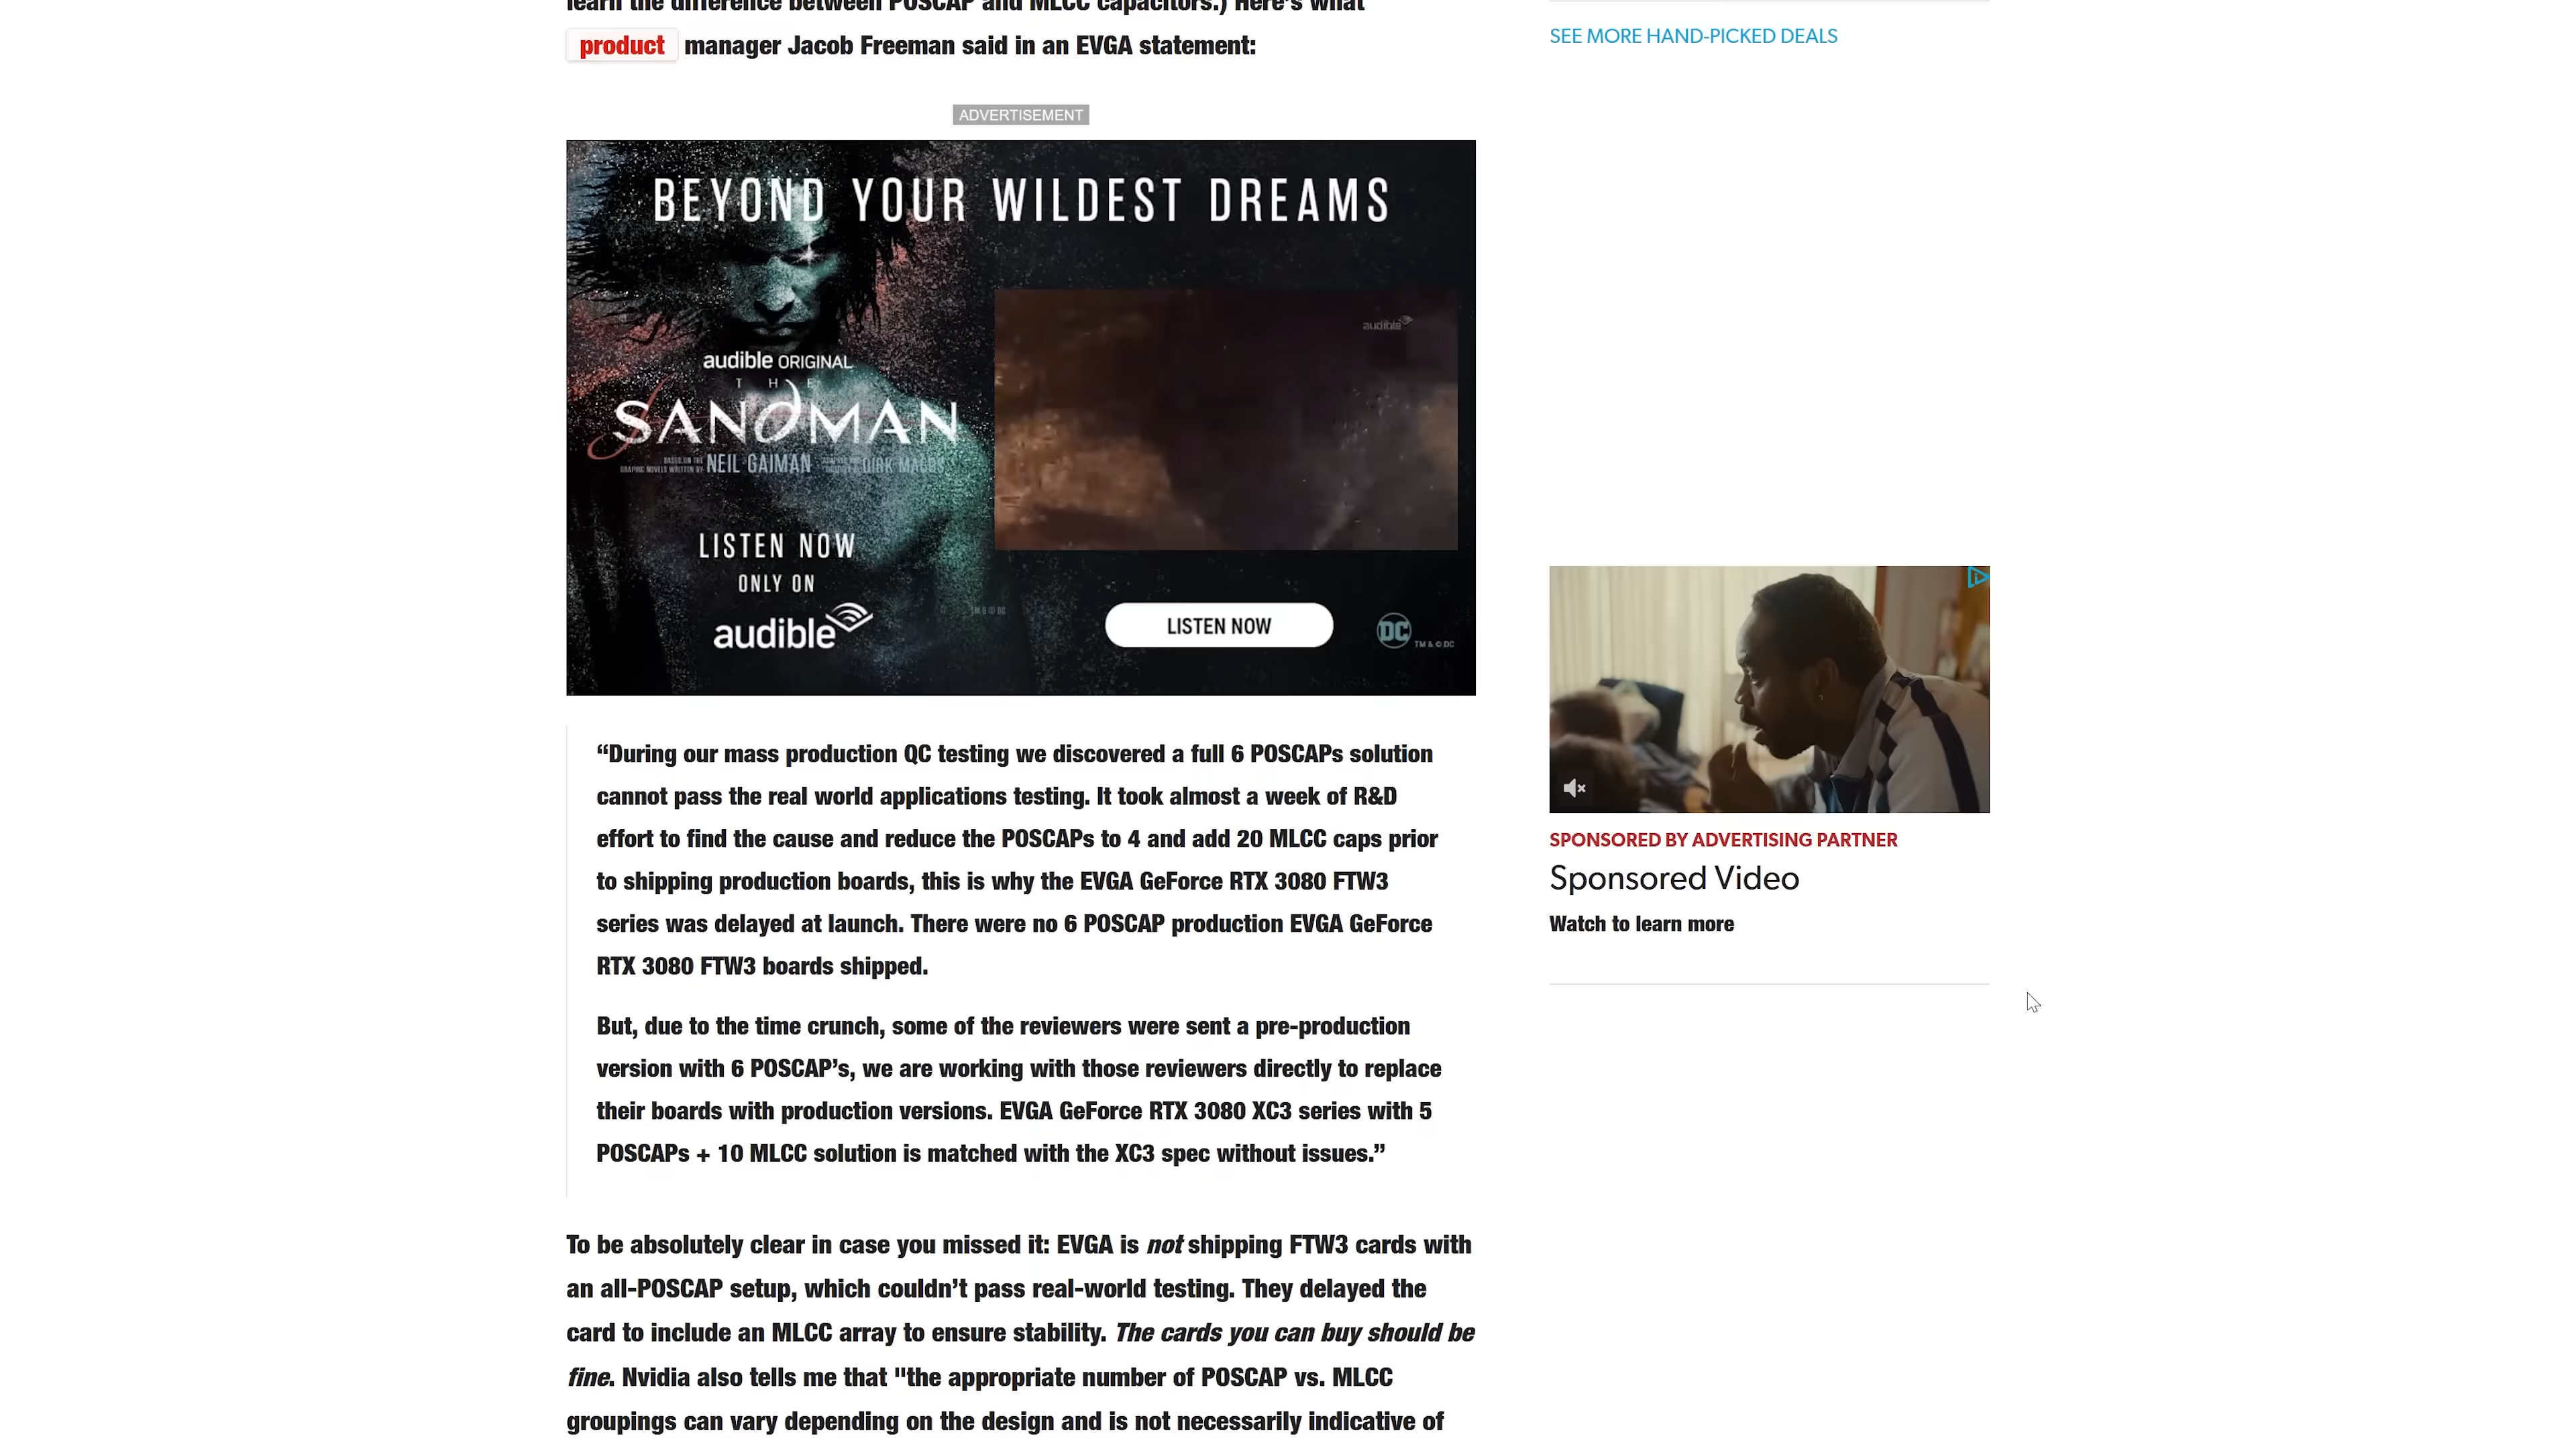 learn the difference between POSCAP and MLCC capacitors.) Here's what
product manager Jacob Freeman said in an EVGA statement:
ADVERTISEMENT
BEYOND YOUR WILDEST DREAMS
audible ORIGINAL
THE
SANDMAN
BASED ON THE
GRAPHIC NOVELS WRITTEN BY NEIL GAIMAN DIRK MAGGS
LISTEN NOW
ONLY ON
audible
audible
TM & © DC
LISTEN NOW
DC
TM & © DC
“During our mass production QC testing we discovered a full 6 POSCAPs solution
cannot pass the real world applications testing. It took almost a week of R&D
effort to find the cause and reduce the POSCAPs to 4 and add 20 MLCC caps prior
to shipping production boards, this is why the EVGA GeForce RTX 3080 FTW3
series was delayed at launch. There were no 6 POSCAP production EVGA GeForce
RTX 3080 FTW3 boards shipped.
But, due to the time crunch, some of the reviewers were sent a pre-production
version with 6 POSCAP’s, we are working with those reviewers directly to replace
their boards with production versions. EVGA GeForce RTX 3080 XC3 series with 5
POSCAPs + 10 MLCC solution is matched with the XC3 spec without issues.”
To be absolutely clear in case you missed it: EVGA is not shipping FTW3 cards with
an all-POSCAP setup, which couldn’t pass real-world testing. They delayed the
card to include an MLCC array to ensure stability. The cards you can buy should be
fine. Nvidia also tells me that "the appropriate number of POSCAP vs. MLCC
groupings can vary depending on the design and is not necessarily indicative of
SEE MORE HAND-PICKED DEALS
SPONSORED BY ADVERTISING PARTNER
Sponsored Video
Watch to learn more